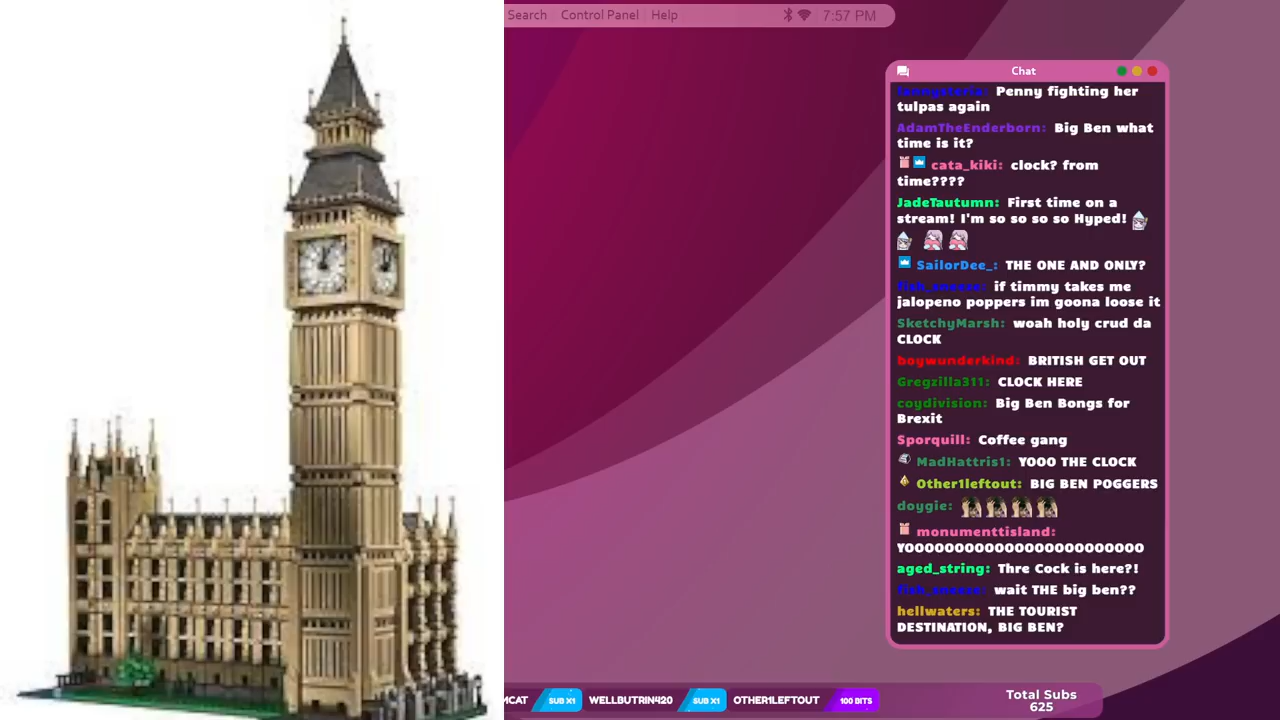 Search Control Panel Help 7:57 PM
Chat
Penny fighting her
tulpas again
AdamTheEnderborn: Big Ben what
time is it?
cata_kiki: clock? from
time????
JadeTautumn: First time on a
stream! I'm so so so so Hyped!
SailorDee_: THE ONE AND ONLY?
if timmy takes me
jalopeno poppers im goona loose it
SketchyMarsh: woah holy crud da
CLOCK
boywunderkind: BRITISH GET OUT
Gregzilla311: CLOCK HERE
coydivision: Big Ben Bongs for
Brexit
Sporquill: Coffee gang
MadHattris1: YOOO THE CLOCK
Other1leftout: BIG BEN POGGERS
doygie:
monumenttisland:
YOOOOOOOOOOOOOOOOOOOOOOOO
aged_string: Thre Cock is here?!
wait THE big ben??
hellwaters: THE TOURIST
DESTINATION, BIG BEN?
MCAT SUB X1 WELLBUTRIN420 SUB X1 OTHER1LEFTOUT 100 BITS
Total Subs
625